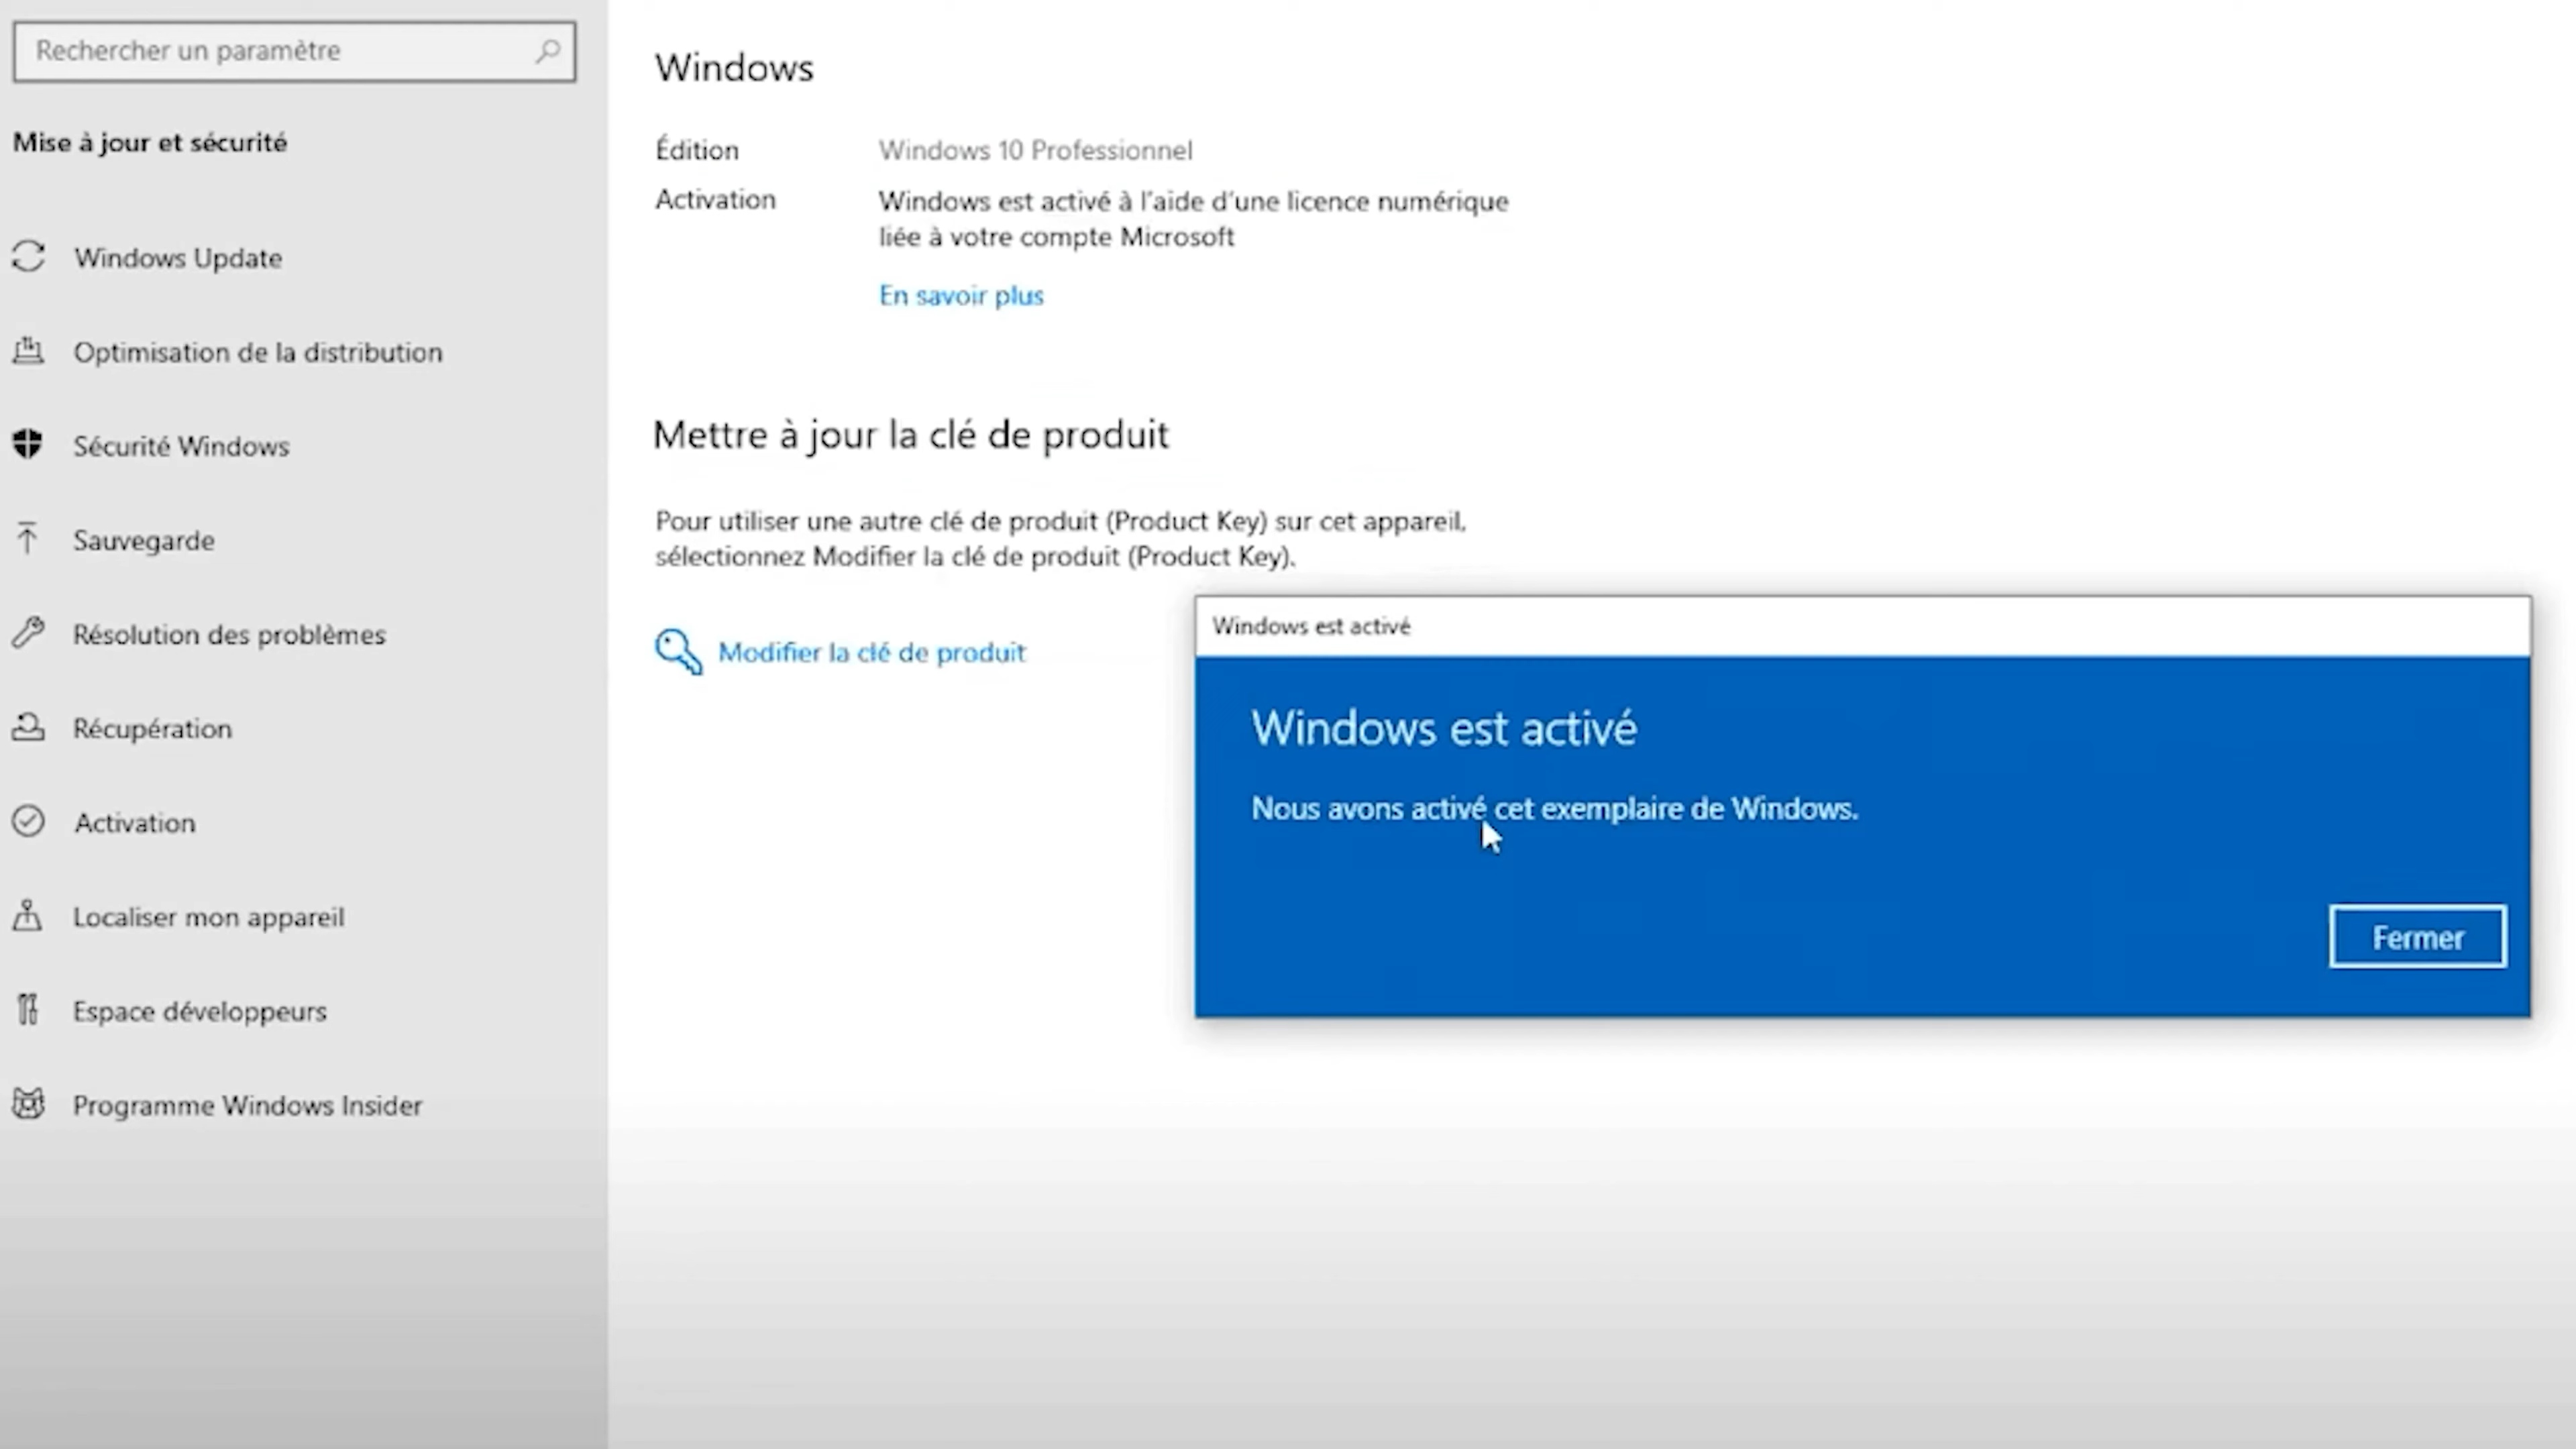 Rechercher un paramètre
Mise à jour et sécurité
Windows Update
Optimisation de la distribution
Sécurité Windows
Sauvegarde
Résolution des problèmes
Récupération
Activation
Localiser mon appareil
Espace développeurs
Programme Windows Insider
Windows
Édition
Windows 10 Professionnel
Activation
Windows est activé à l'aide d'une licence numérique
liée à votre compte Microsoft
En savoir plus
Mettre à jour la clé de produit
Pour utiliser une autre clé de produit (Product Key) sur cet appareil,
sélectionnez Modifier la clé de produit (Product Key).
Modifier la clé de produit
Windows est activé
Windows est activé
Nous avons activé cet exemplaire de Windows.
Fermer